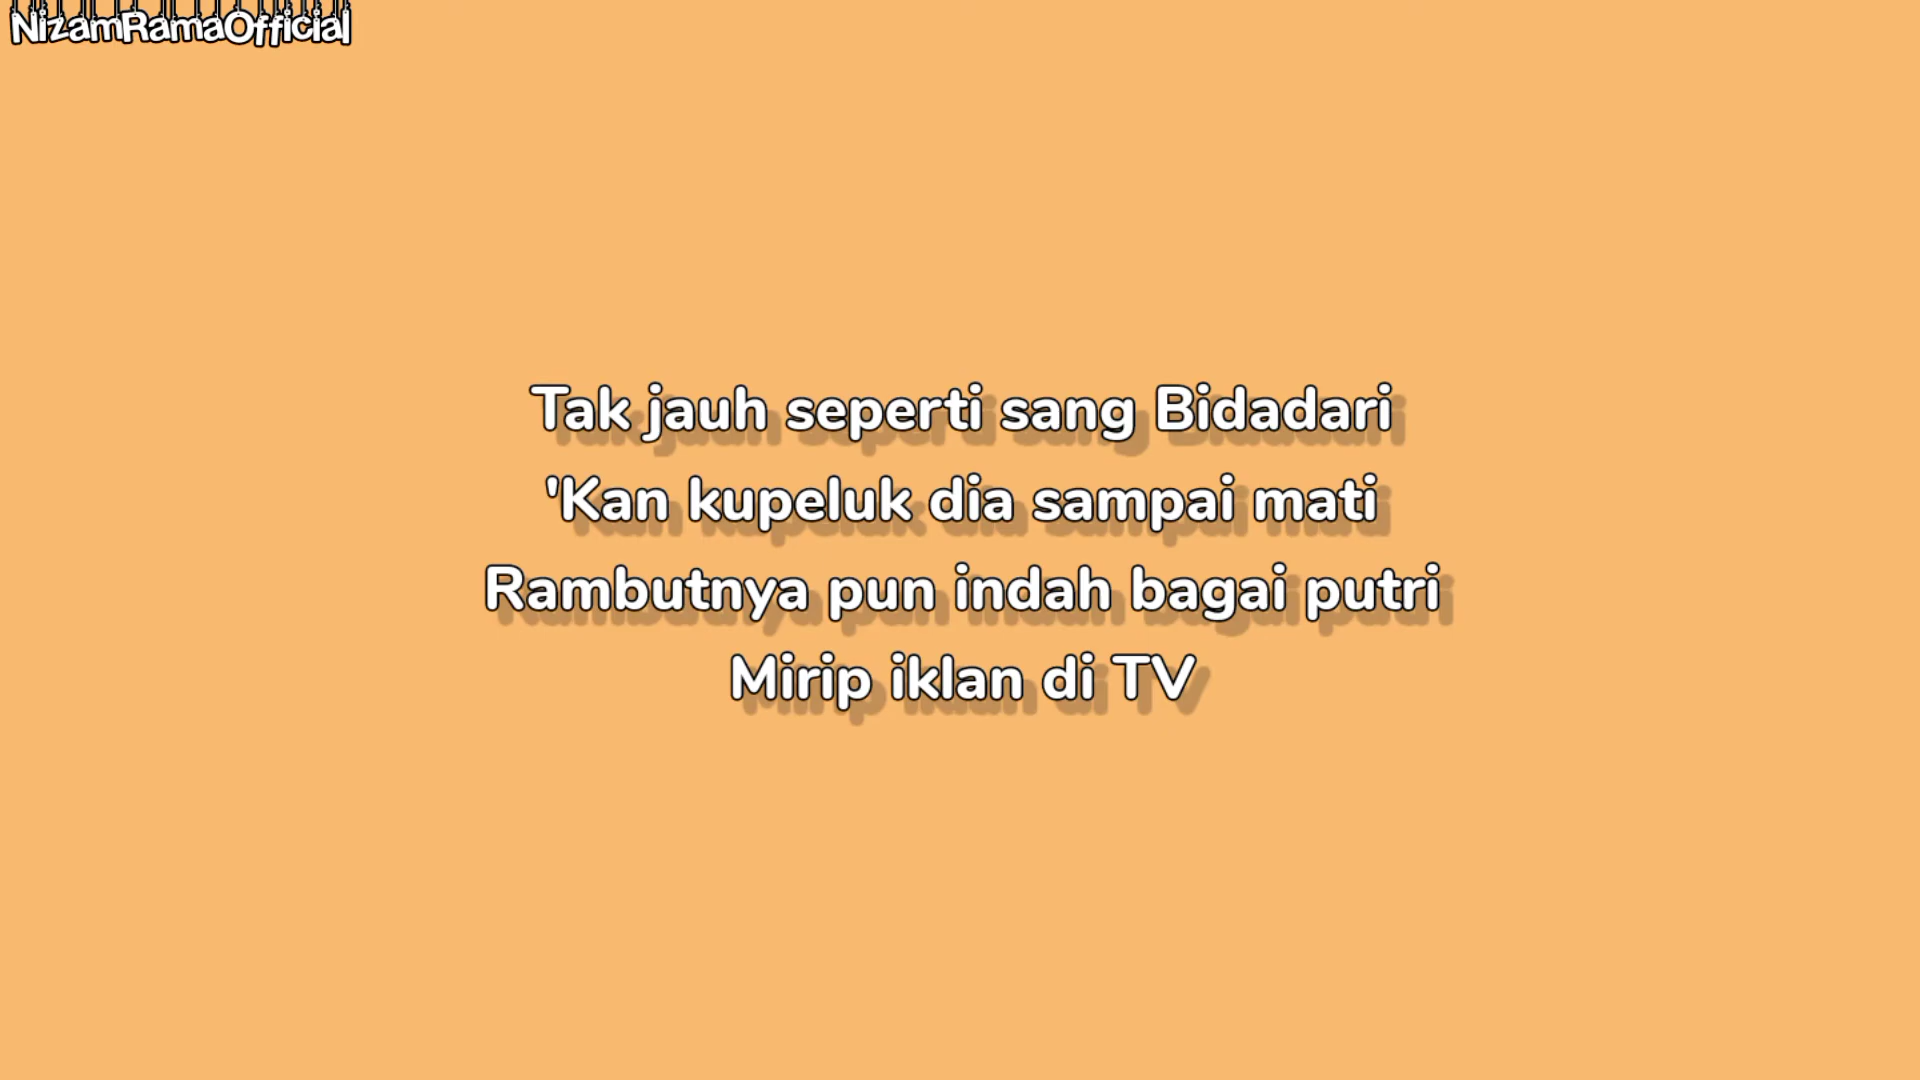 NizamRamaOfficial
Tak jauh seperti sang Bidadari
'Kan kupeluk dia sampai mati
Rambutnya pun indah bagai putri
Mirip iklan di TV